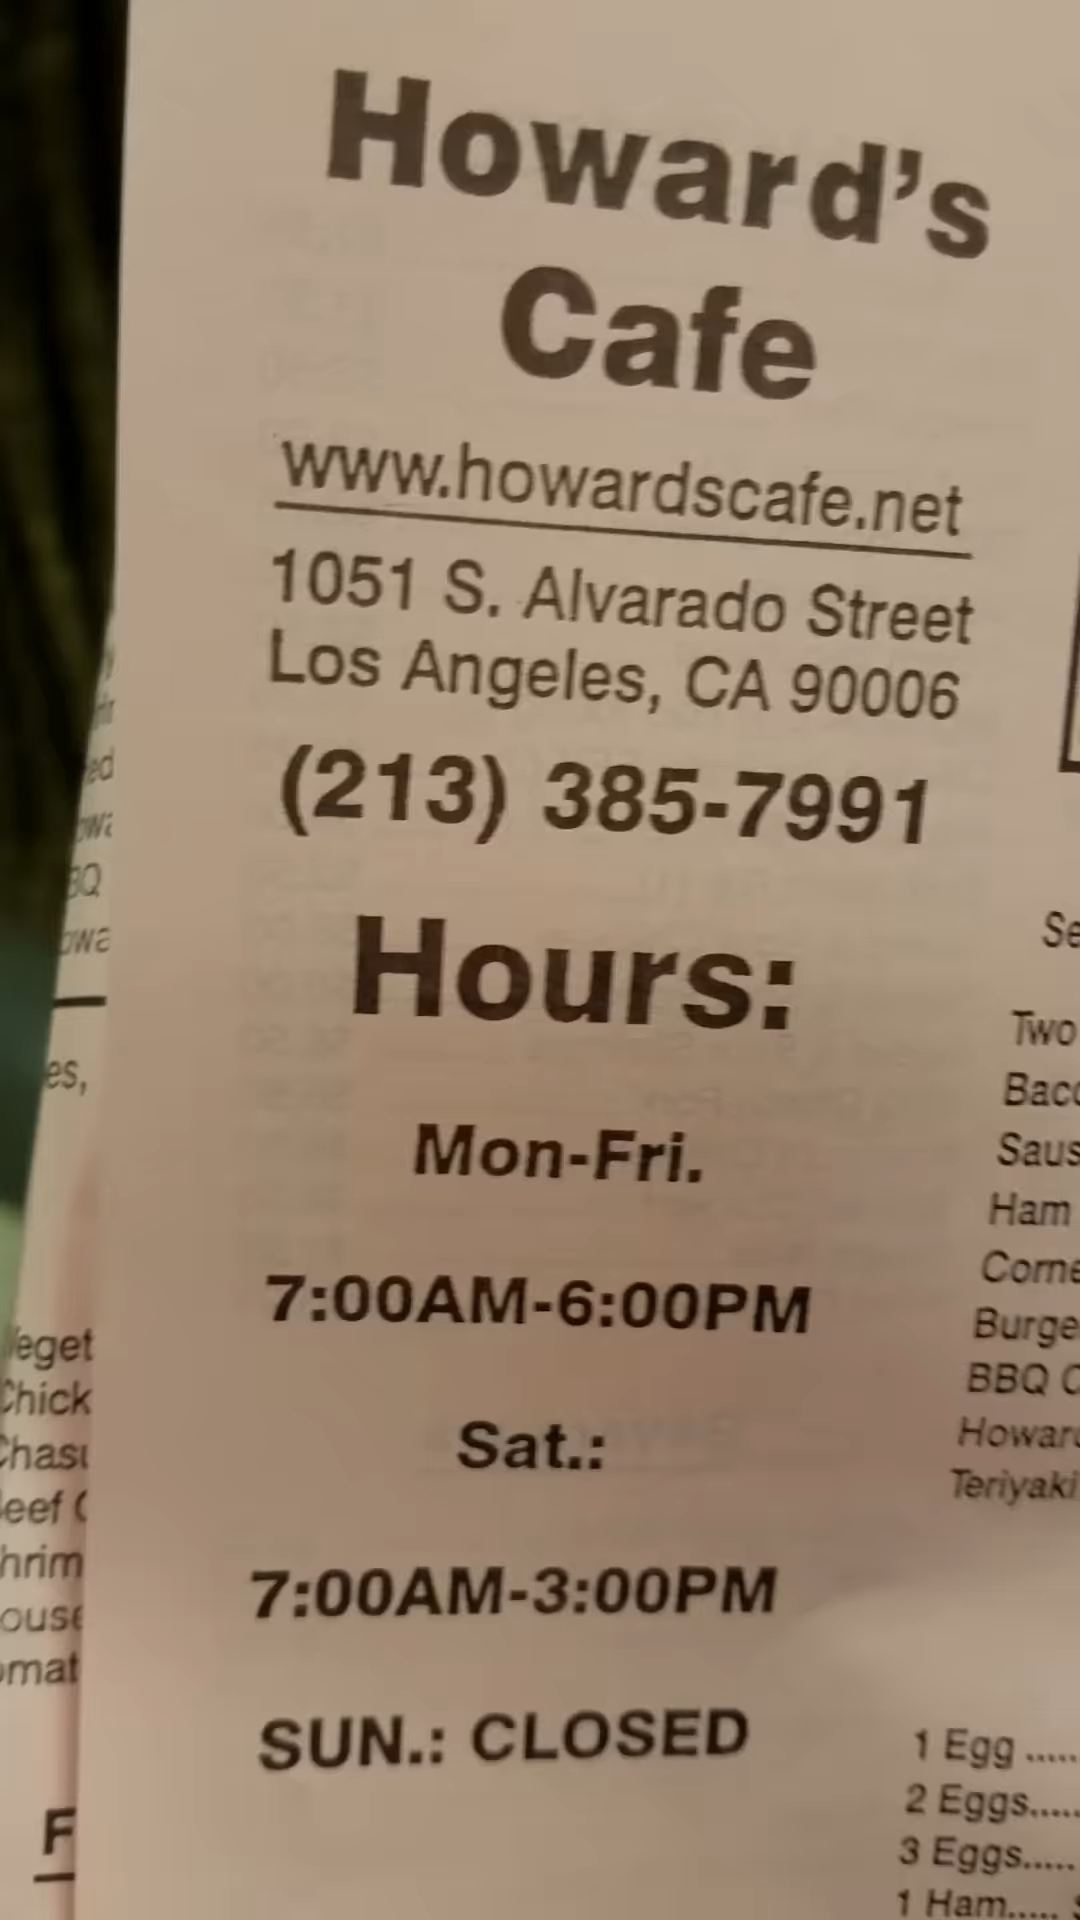 Howard's
Cafe
www.howardscafe.net
1051 S. Alvarado Street
Los Angeles, CA 90006
(213) 385-7991
Hours:
Mon-Fri.
7:00AM-6:00PM
Sat.:
7:00AM-3:00PM
SUN.: CLOSED
Two
Ham
BBQ
Teriyaki
1 Egg .....
2 Eggs.....
3 Eggs.....
1 Ham.....